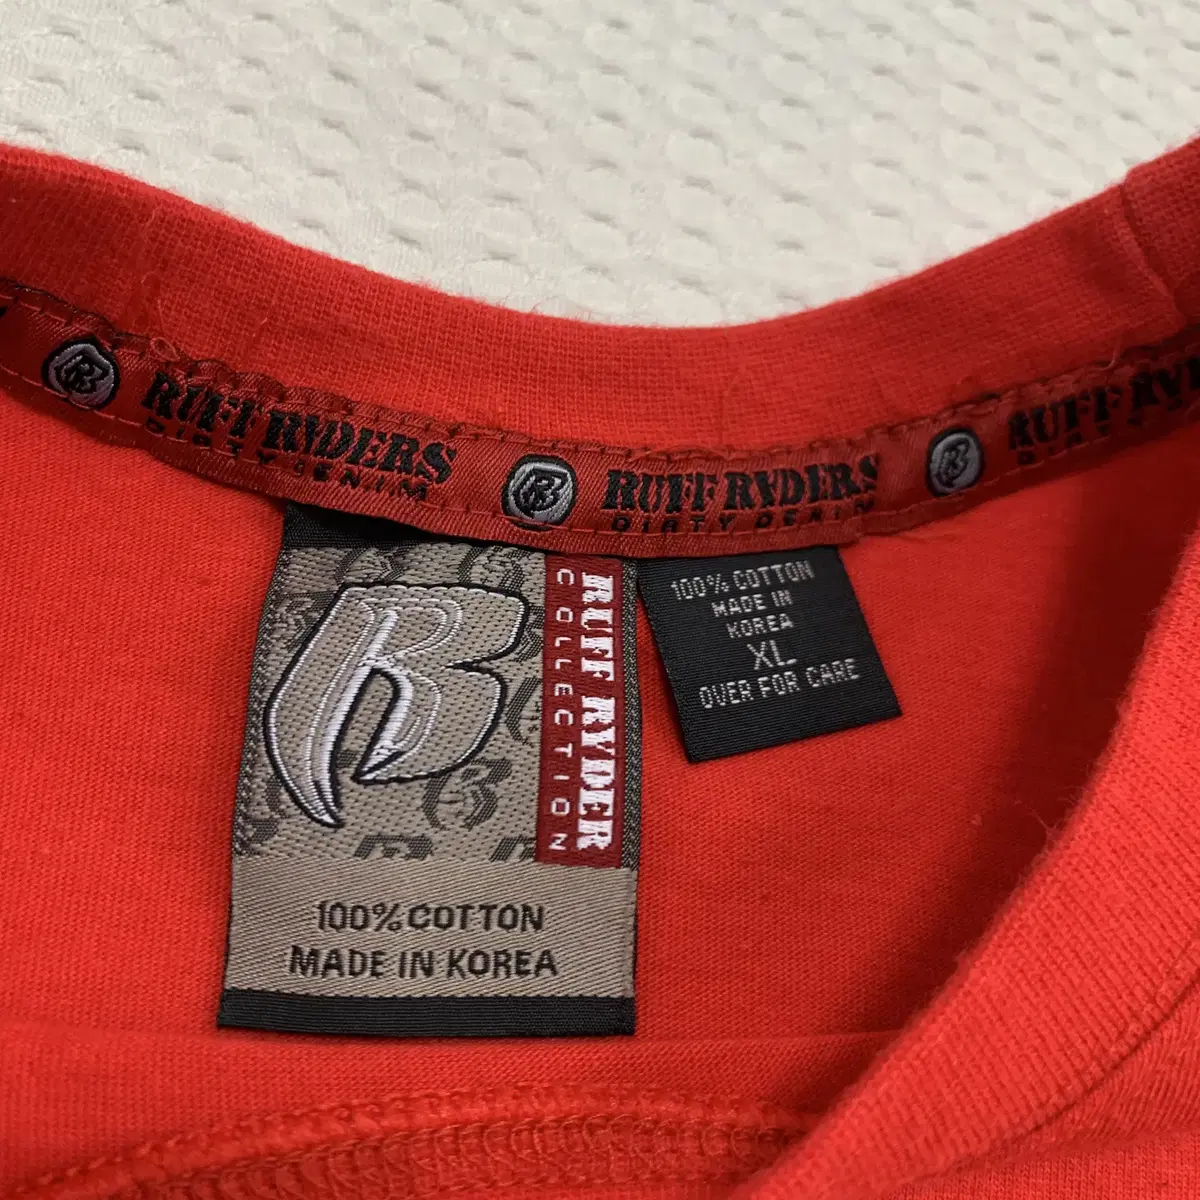 RUFF RYDERS
DIRTY DENIM
RUFF RYDERS
DIRTY DENIM
RUFF RYDE
RUFF RYDER
COLLECTION
100% COTTON
MADE IN KOREA
100% COTTON
MADE IN
KOREA
XL
OVER FOR CARE